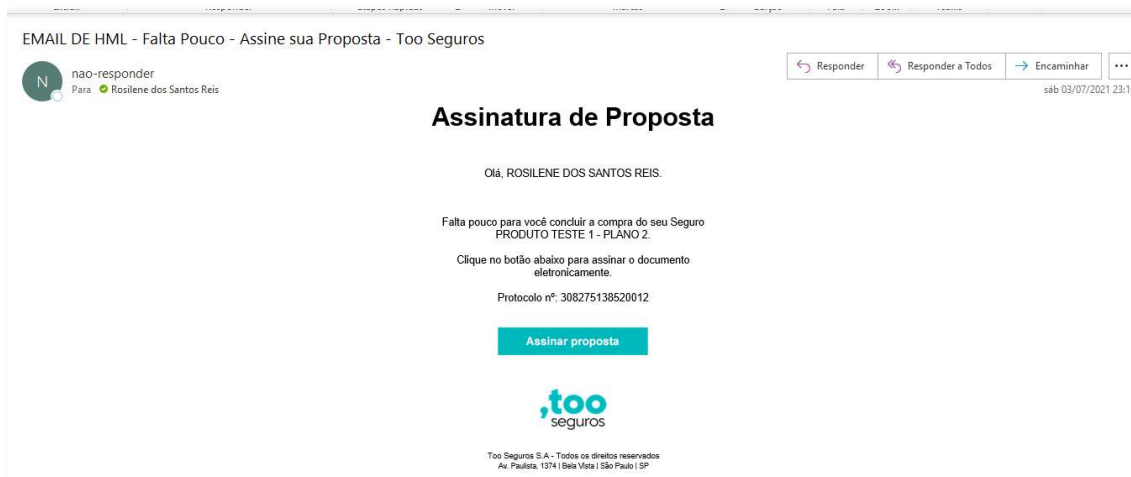 EMAIL DE HML - Falta Pouco - Assine sua Proposta - Too Seguros
Responder
Responder a Todos
Encaminhar
N
nao-responder
Para Rosilene dos Santos Reis
sáb 03/07/2021
Assinatura de Proposta
Olá, ROSILENE DOS SANTOS REIS.
Falta pouco para você concluir a compra do seu Seguro
PRODUTO TESTE 1 - PLANO 2.
Clique no botão abaixo para assinar o documento
eletronicamente.
Protocolo nº: 308275138520012
Assinar proposta
,too
seguros
Too Seguros S.A - Todos os direitos reservados
Av. Paulista, 1374 | Bela Vista | São Paulo | SP